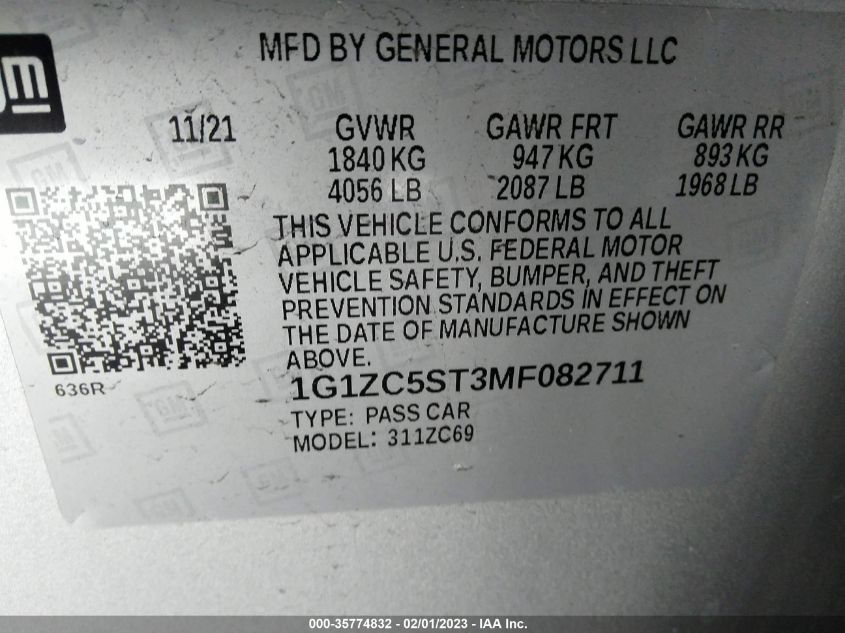 MFD BY GENERAL MOTORS LLC
gm
11/21 GVWR GAWR FRT GAWR RR
1840 KG 947 KG 893 KG
4056 LB 2087 LB 1968 LB
THIS VEHICLE CONFORMS TO ALL
APPLICABLE U.S. FEDERAL MOTOR
VEHICLE SAFETY, BUMPER, AND THEFT
PREVENTION STANDARDS IN EFFECT ON
THE DATE OF MANUFACTURE SHOWN
ABOVE.
636R
1G1ZC5ST3MF082711
TYPE: PASS CAR
MODEL: 311ZC69
000-35774832 - 02/01/2023 - IAA Inc.